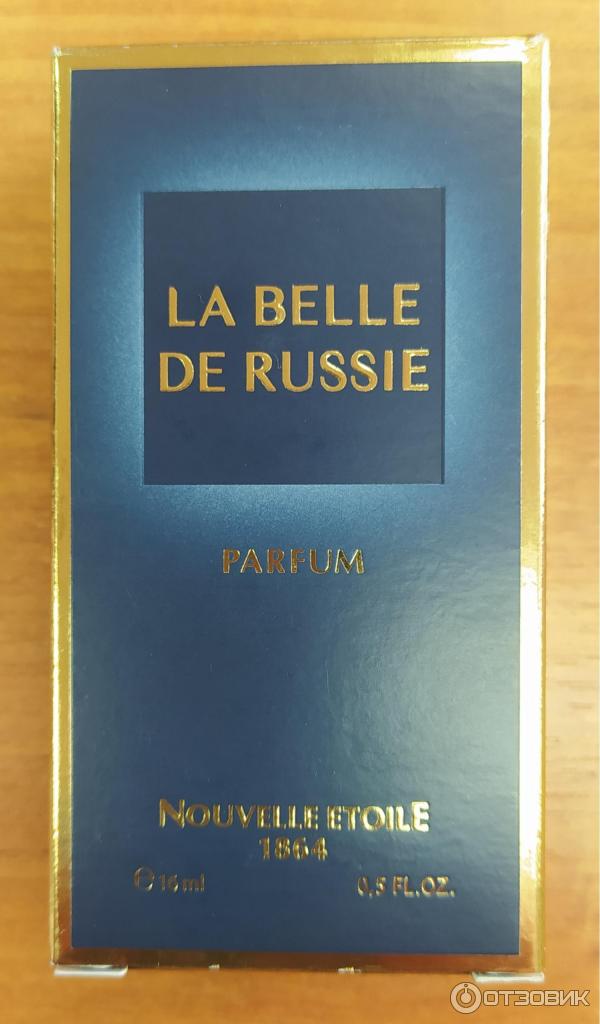 LA BELLE
DE RUSSIE
PARFUM
NOUVELLE ETOILE
1864
℮ 16 ml 0,5 FL.OZ.
ОТЗОВИК